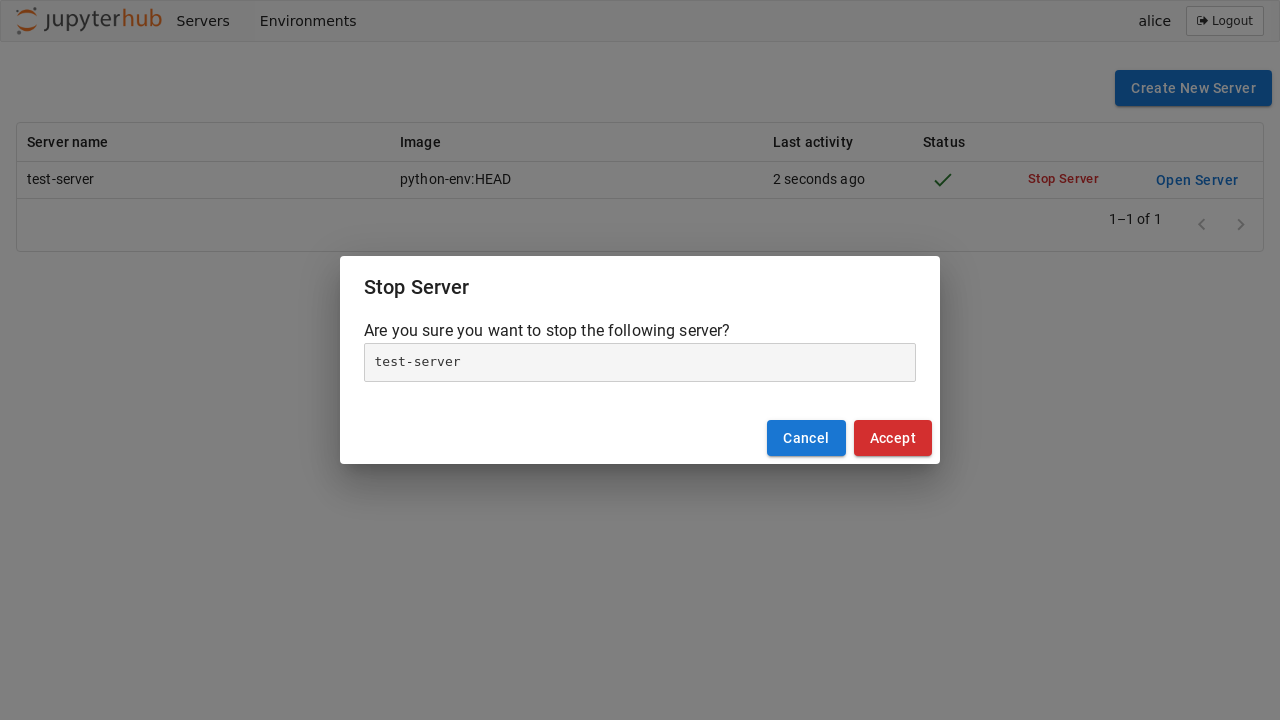 jupyterhub Servers Environments alice Logout
Create New Server
Server name Image Last activity Status
test-server python-env:HEAD 2 seconds ago Stop Server Open Server
1–1 of 1
Stop Server
Are you sure you want to stop the following server?
test-server
Cancel Accept